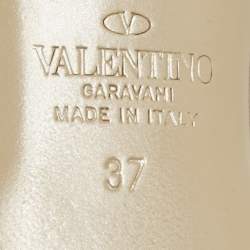 VALENTINO
GARAVANI
MADE IN ITALY
37